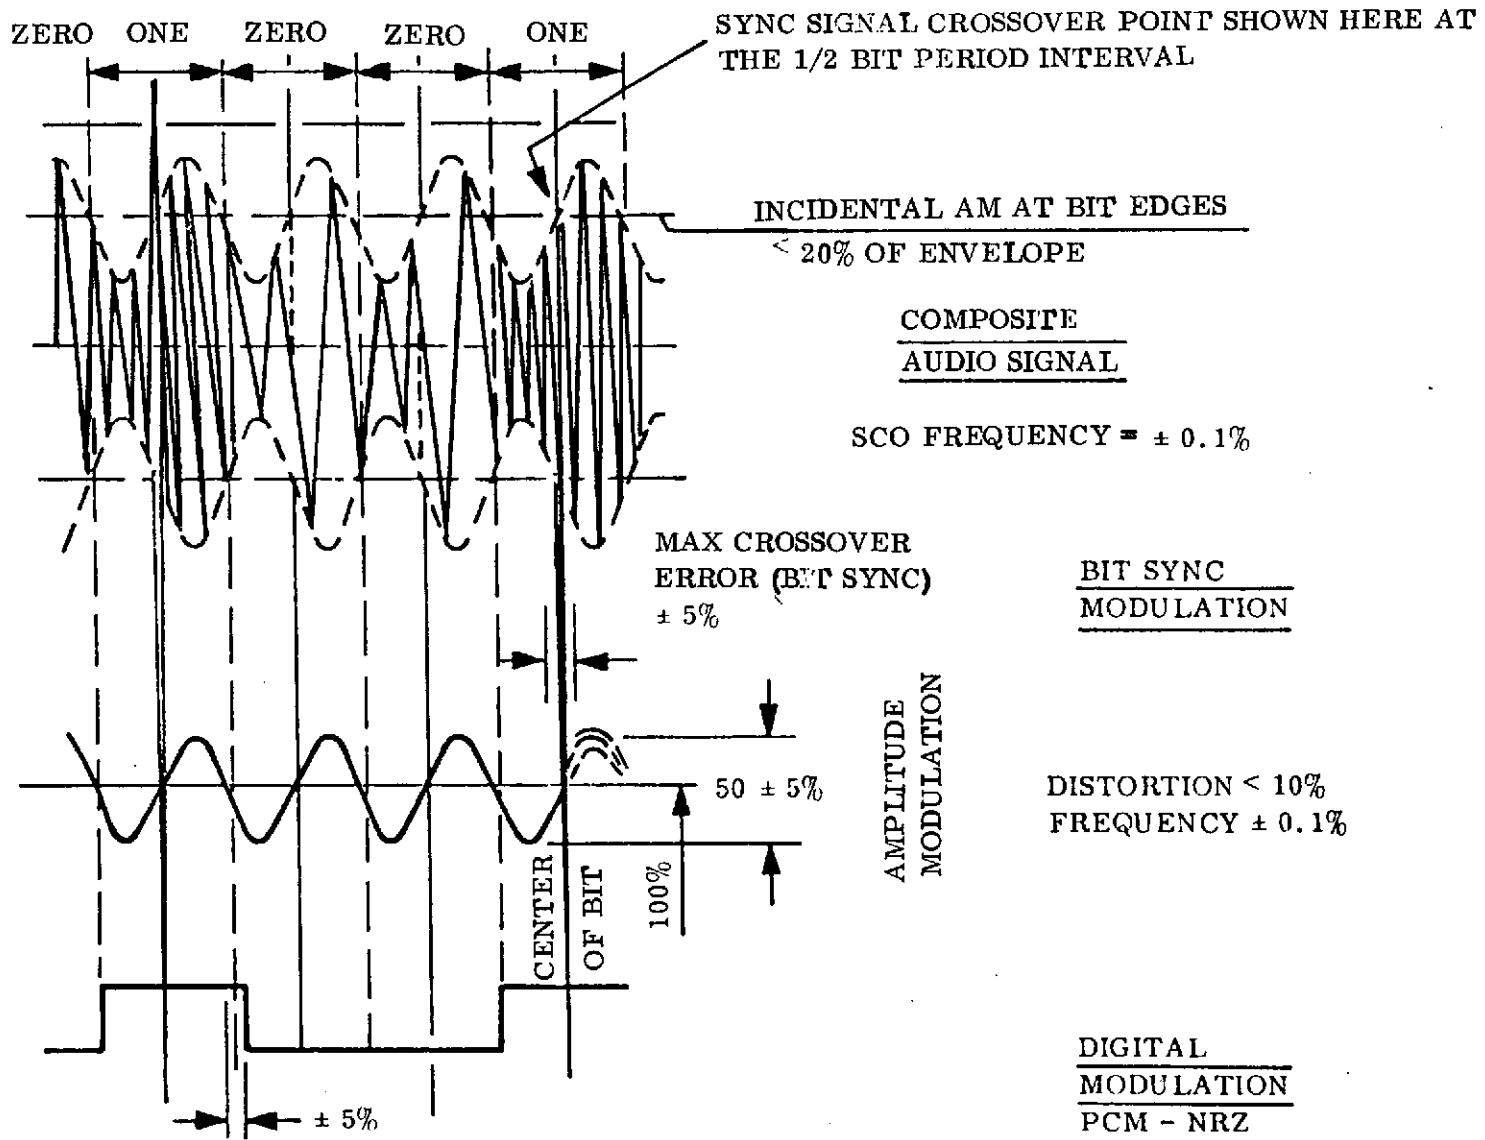 ZERO ONE ZERO ZERO ONE
SYNC SIGNAL CROSSOVER POINT SHOWN HERE AT
THE 1/2 BIT PERIOD INTERVAL
INCIDENTAL AM AT BIT EDGES
< 20% OF ENVELOPE
COMPOSITE
AUDIO SIGNAL
SCO FREQUENCY = ± 0.1%
MAX CROSSOVER
ERROR (BIT SYNC)
± 5%
BIT SYNC
MODULATION
AMPLITUDE
MODULATION
50 ± 5%
DISTORTION < 10%
FREQUENCY ± 0.1%
100%
CENTER
OF BIT
DIGITAL
MODULATION
PCM - NRZ
± 5%